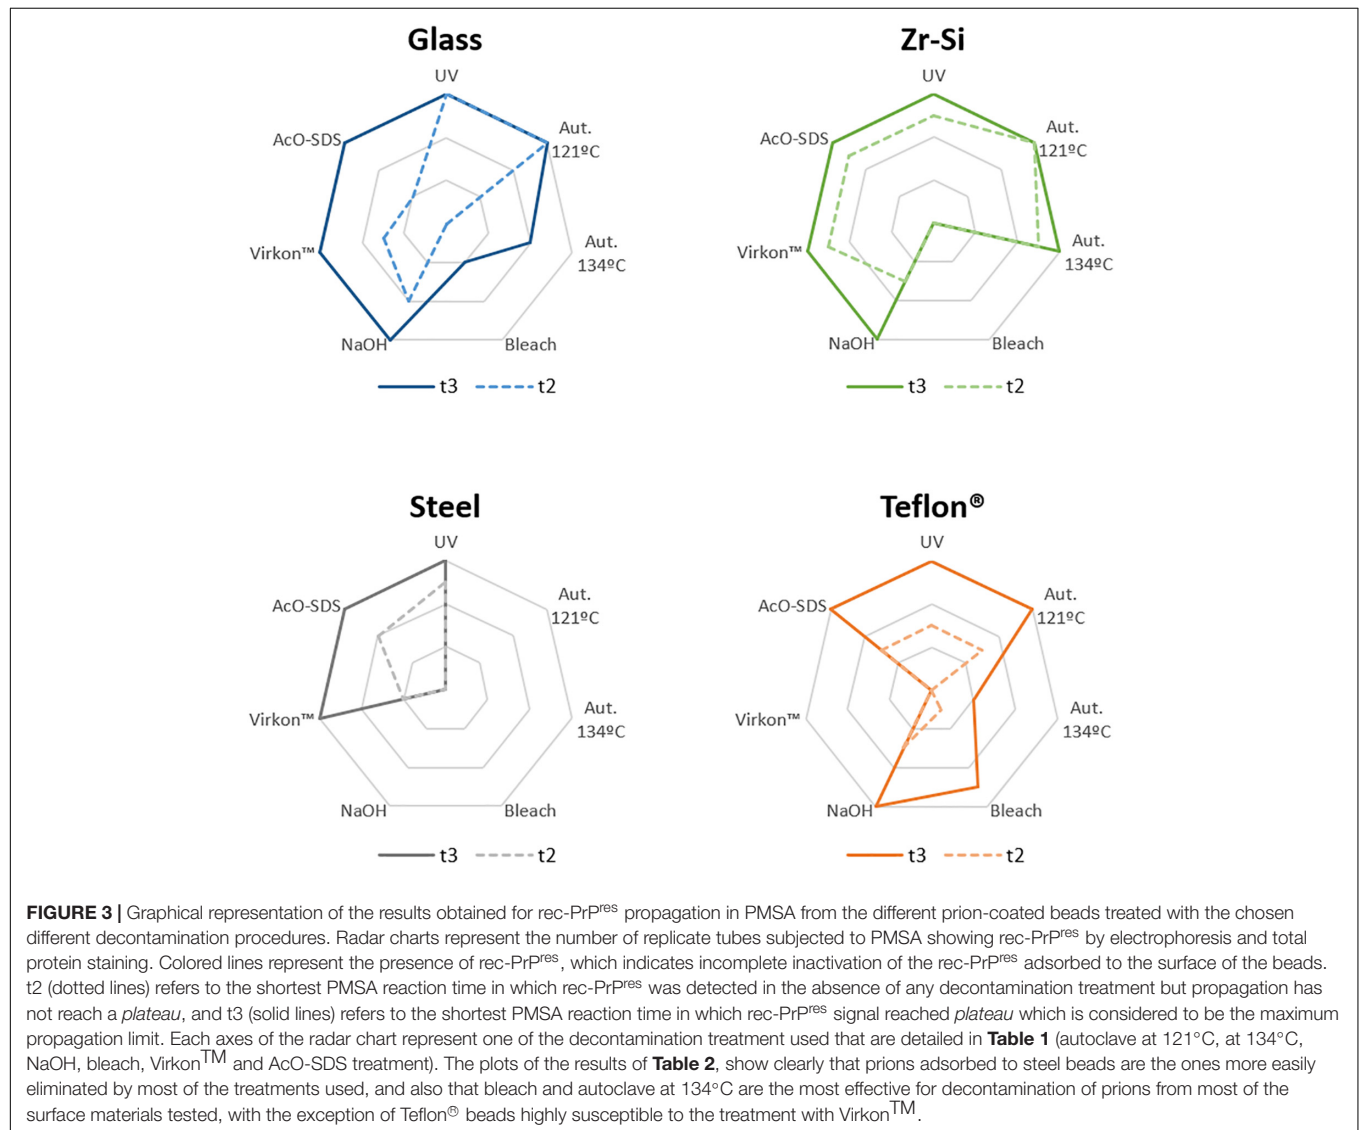 Glass
UV
Aut.
121ºC
Aut.
134ºC
Bleach
NaOH
Virkon™
AcO-SDS
t3 t2
Zr-Si
UV
Aut.
121ºC
Aut.
134ºC
Bleach
NaOH
Virkon™
AcO-SDS
t3 t2
Steel
UV
Aut.
121ºC
Aut.
134ºC
Bleach
NaOH
Virkon™
AcO-SDS
t3 t2
Teflon®
UV
Aut.
121ºC
Aut.
134ºC
Bleach
NaOH
Virkon™
AcO-SDS
t3 t2
FIGURE 3 | Graphical representation of the results obtained for rec-PrPres propagation in PMSA from the different prion-coated beads treated with the chosen
different decontamination procedures. Radar charts represent the number of replicate tubes subjected to PMSA showing rec-PrPres by electrophoresis and total
protein staining. Colored lines represent the presence of rec-PrPres, which indicates incomplete inactivation of the rec-PrPres adsorbed to the surface of the beads.
t2 (dotted lines) refers to the shortest PMSA reaction time in which rec-PrPres was detected in the absence of any decontamination treatment but propagation has
not reach a plateau, and t3 (solid lines) refers to the shortest PMSA reaction time in which rec-PrPres signal reached plateau which is considered to be the maximum
propagation limit. Each axes of the radar chart represent one of the decontamination treatment used that are detailed in Table 1 (autoclave at 121°C, at 134°C,
NaOH, bleach, Virkon™ and AcO-SDS treatment). The plots of the results of Table 2, show clearly that prions adsorbed to steel beads are the ones more easily
eliminated by most of the treatments used, and also that bleach and autoclave at 134°C are the most effective for decontamination of prions from most of the
surface materials tested, with the exception of Teflon® beads highly susceptible to the treatment with Virkon™.